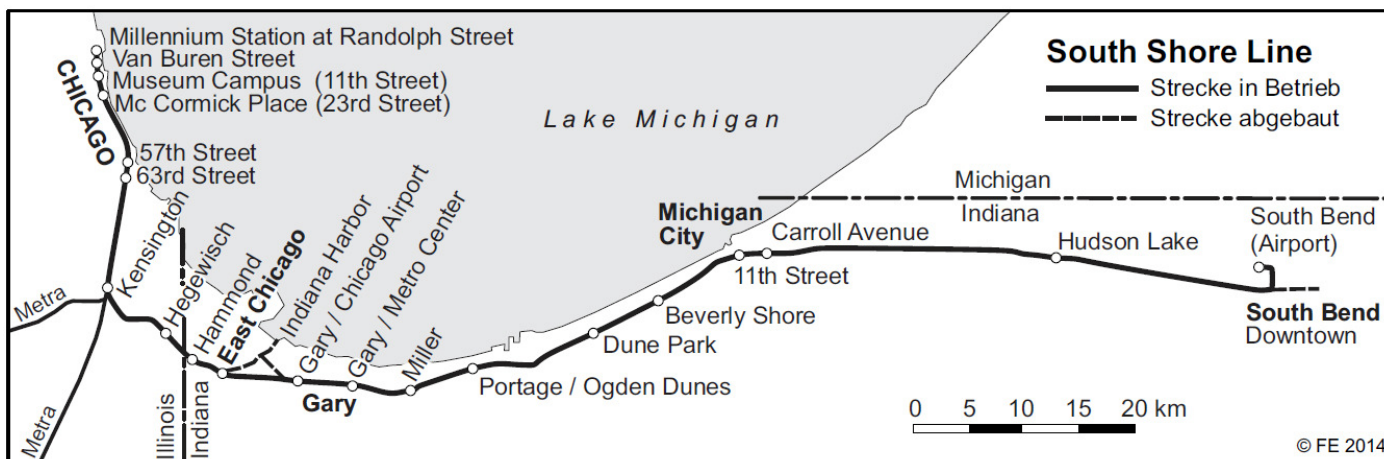 Millennium Station at Randolph Street
Van Buren Street
Museum Campus (11th Street)
Mc Cormick Place (23rd Street)
CHICAGO
57th Street
63rd Street
Kensington
Metra
Metra
Hegewisch
Hammond
East Chicago
Indiana Harbor
Gary / Chicago Airport
Gary / Metro Center
Miller
Gary
Illinois
Indiana
Lake Michigan
Portage / Ogden Dunes
Dune Park
Beverly Shore
Michigan
City
11th Street
Carroll Avenue
Hudson Lake
Michigan
Indiana
South Bend
(Airport)
South Bend
Downtown
South Shore Line
Strecke in Betrieb
Strecke abgebaut
0 5 10 15 20 km
© FE 2014